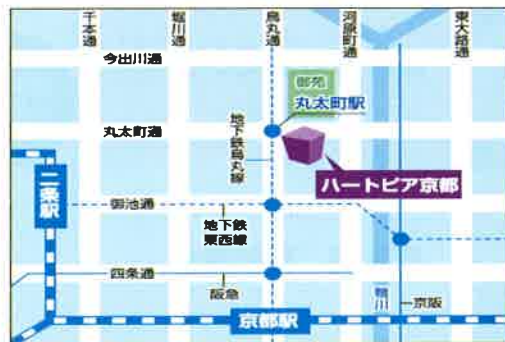 千本通
堀川通
烏丸通
河原町通
東大路通
今出川通
御苑
丸太町駅
丸太町通
地下鉄烏丸線
ハートピア京都
二条駅
御池通
地下鉄
東西線
四条通
阪急
鴨川
京阪
京都駅